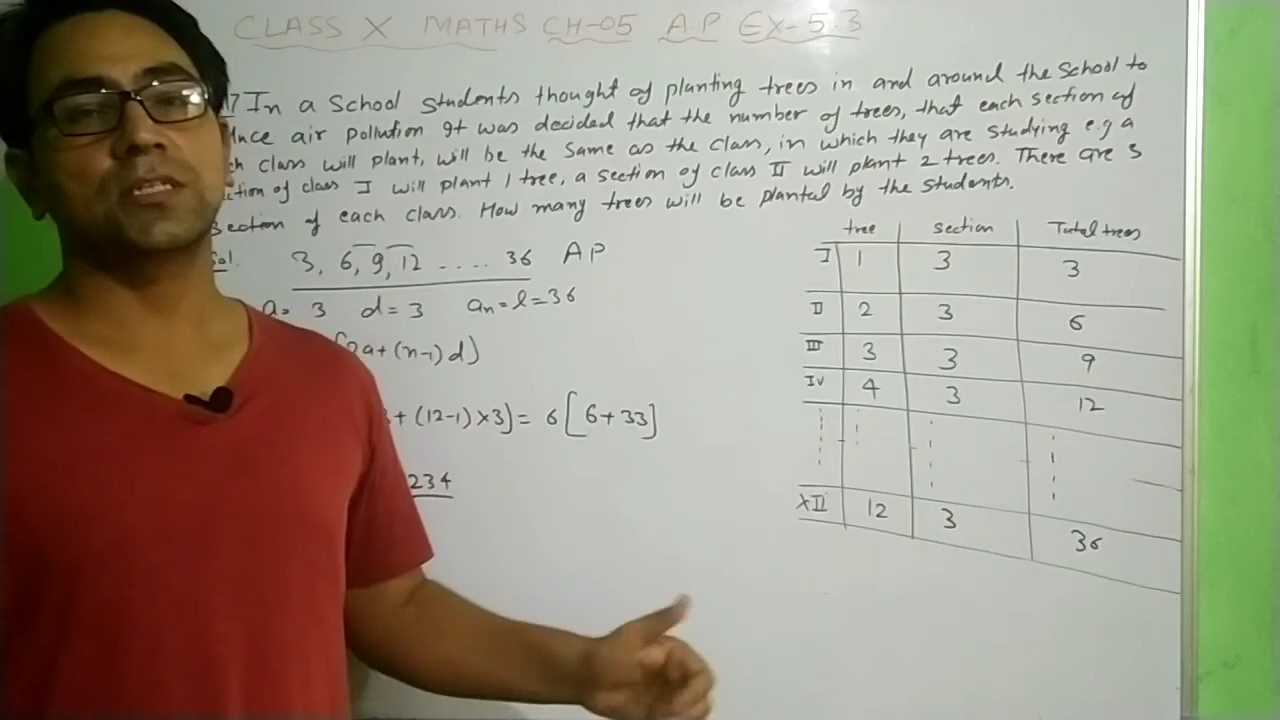 CLASS X MATHS CH-05 AP EX-5.3
17 In a School students thought of planting trees in and around the School to
duce air pollution It was decided that the number of trees, that each section of
ch class will plant, will be the same as the class, in which they are studying e.g a
ction of class I will plant 1 tree, a section of class II will plant 2 trees. There are 3
section of each class. How many trees will be planted by the students.
Sol. 3, 6, 9, 12 .... 36 AP
a= 3 d=3 an=l=36
2a+(n-1)d)
+(12-1)×3]= 6[6+33]
234
tree section Total trees
I 1 3 3
II 2 3 6
III 3 3 9
IV 4 3 12
XII 12 3 36